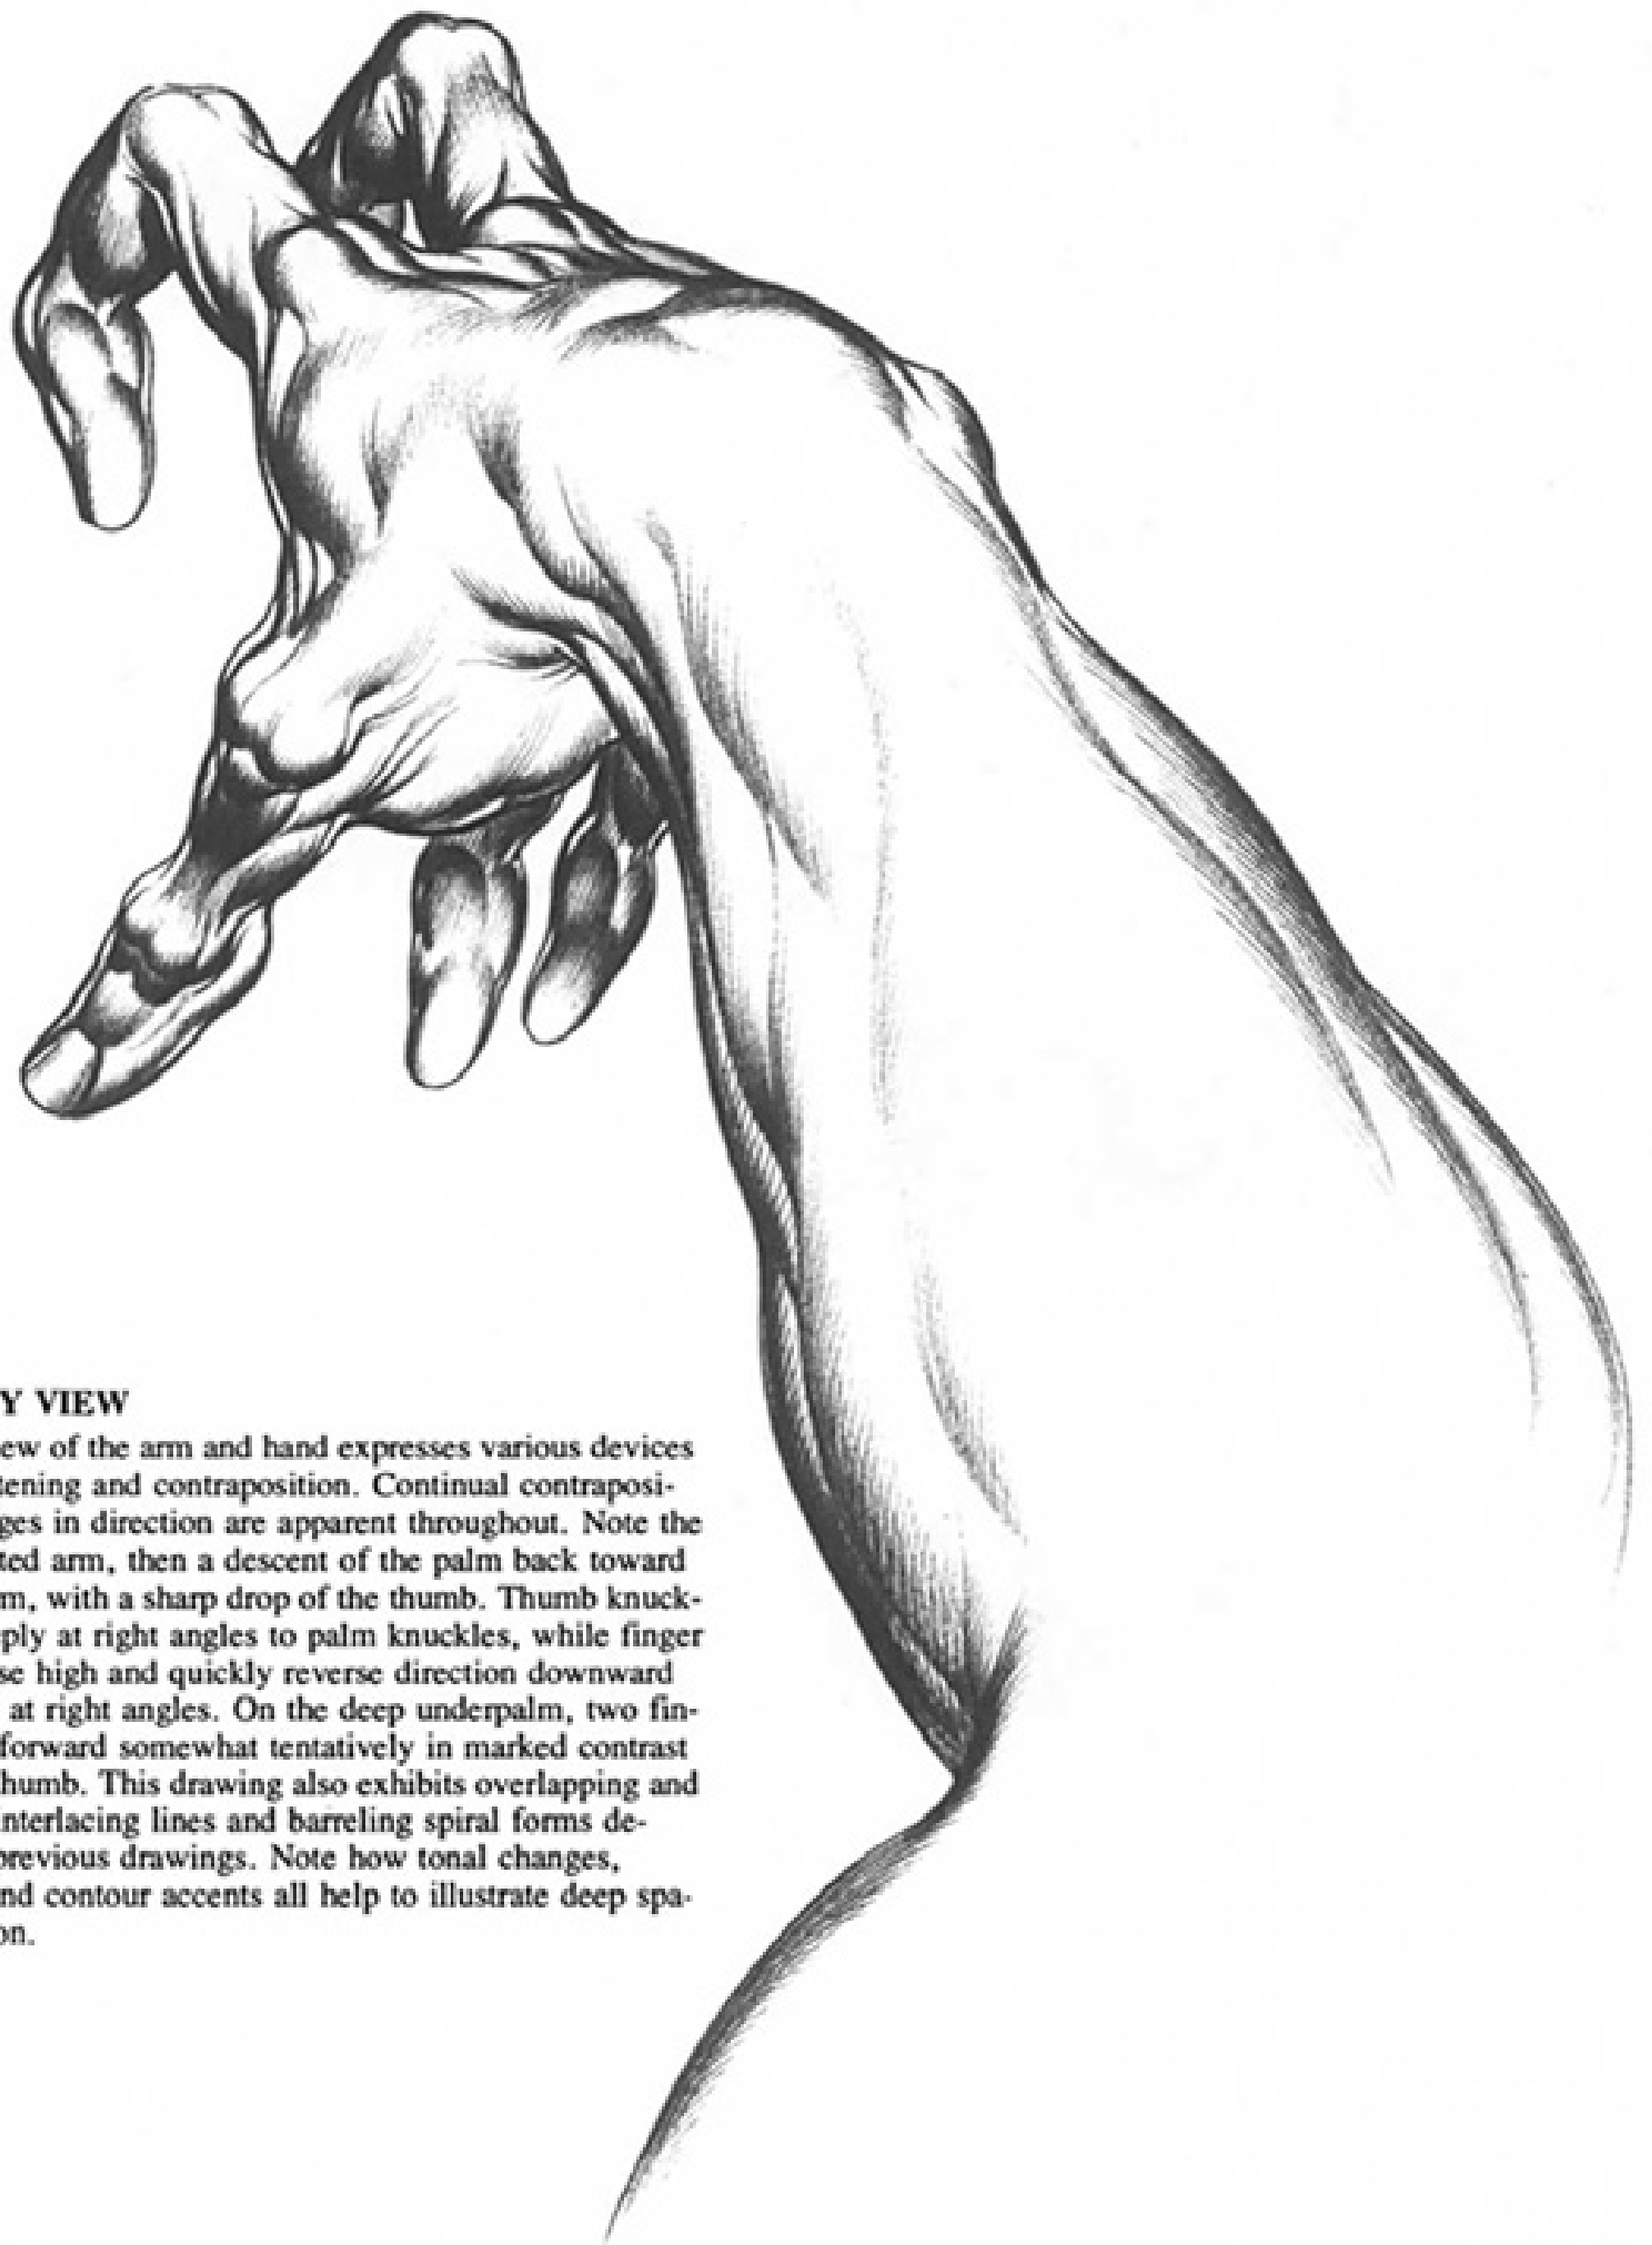 Y VIEW
ew of the arm and hand expresses various devices
tening and contraposition. Continual contraposi-
ges in direction are apparent throughout. Note the
ted arm, then a descent of the palm back toward
m, with a sharp drop of the thumb. Thumb knuck-
ply at right angles to palm knuckles, while finger
se high and quickly reverse direction downward
at right angles. On the deep underpalm, two fin-
forward somewhat tentatively in marked contrast
humb. This drawing also exhibits overlapping and
nterlacing lines and barreling spiral forms de-
previous drawings. Note how tonal changes,
nd contour accents all help to illustrate deep spa-
on.